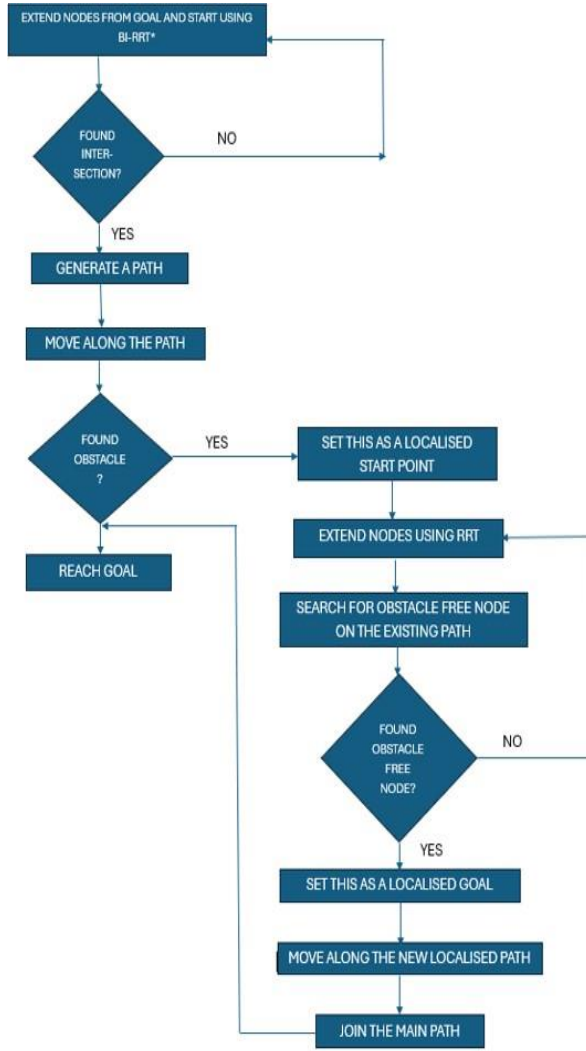 EXTEND NODES FROM GOAL AND START USING
BI-RRT*
FOUND
INTER-
SECTION?
NO
YES
GENERATE A PATH
MOVE ALONG THE PATH
FOUND
OBSTACLE
?
YES
SET THIS AS A LOCALISED
START POINT
EXTEND NODES USING RRT
REACH GOAL
SEARCH FOR OBSTACLE FREE NODE
ON THE EXISTING PATH
FOUND
OBSTACLE
FREE
NODE?
NO
YES
SET THIS AS A LOCALISED GOAL
MOVE ALONG THE NEW LOCALISED PATH
JOIN THE MAIN PATH